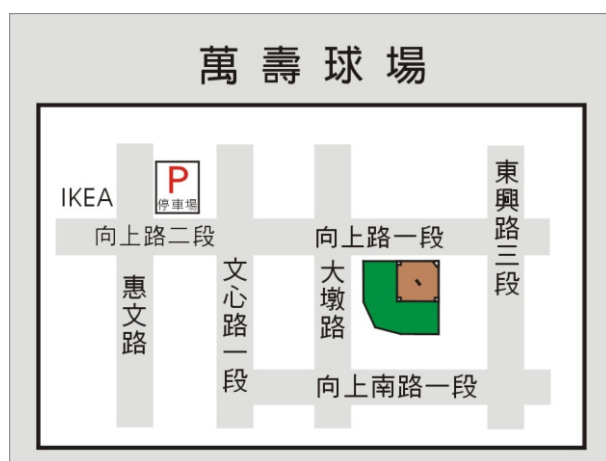 萬壽球場
P
停車場
IKEA
向上路二段
向上路一段
東興路三段
惠文路
文心路一段
大墩路
向上南路一段